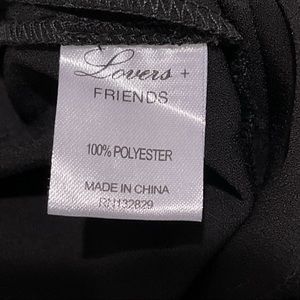 Lovers +
FRIENDS
100% POLYESTER
MADE IN CHINA
RN132829